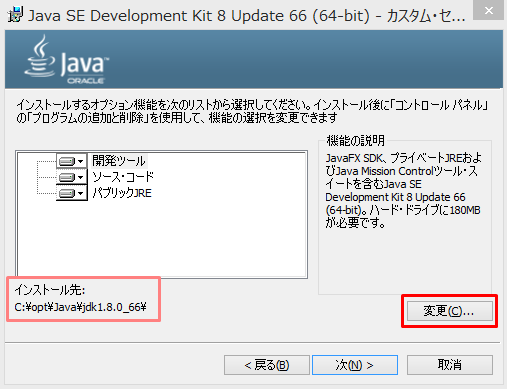 Java SE Development Kit 8 Update 66 (64-bit) - カスタム・セ...
Java
ORACLE
インストールするオプション機能を次のリストから選択してください。インストール後に「コントロール パネル」
の「プログラムの追加と削除」を使用して、機能の選択を変更できます
開発ツール
ソース・コード
パブリックJRE
機能の説明
JavaFX SDK、プライベートJREおよ
びJava Mission Controlツール・ス
イートを含むJava SE
Development Kit 8 Update 66
(64-bit)。ハード・ドライブに180MB
が必要です。
インストール先:
C:¥opt¥Java¥jdk1.8.0_66¥
変更(C)...
< 戻る(B)
次(N) >
取消